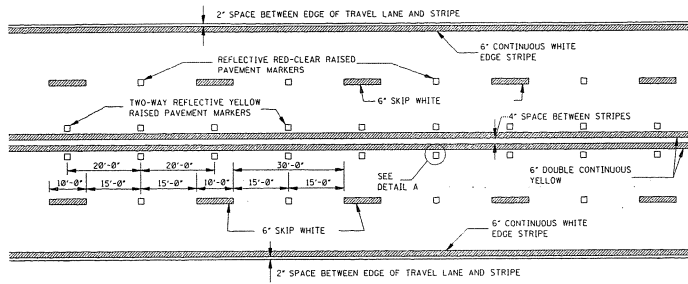 2" SPACE BETWEEN EDGE OF TRAVEL LANE AND STRIPE
6" CONTINUOUS WHITE
EDGE STRIPE
REFLECTIVE RED-CLEAR RAISED
PAVEMENT MARKERS
6" SKIP WHITE
TWO-WAY REFLECTIVE YELLOW
RAISED PAVEMENT MARKERS
4" SPACE BETWEEN STRIPES
20'-0" 20'-0" 30'-0"
10'-0" 15'-0" 15'-0" 10'-0" 15'-0" 15'-0"
SEE
DETAIL A
6" DOUBLE CONTINUOUS
YELLOW
6" SKIP WHITE
6" CONTINUOUS WHITE
EDGE STRIPE
2" SPACE BETWEEN EDGE OF TRAVEL LANE AND STRIPE